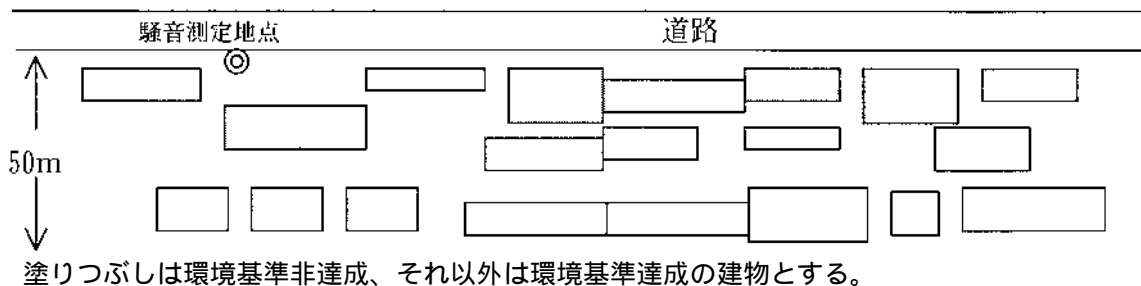 騒音測定地点
道路
50m
塗りつぶしは環境基準非達成、それ以外は環境基準達成の建物とする。